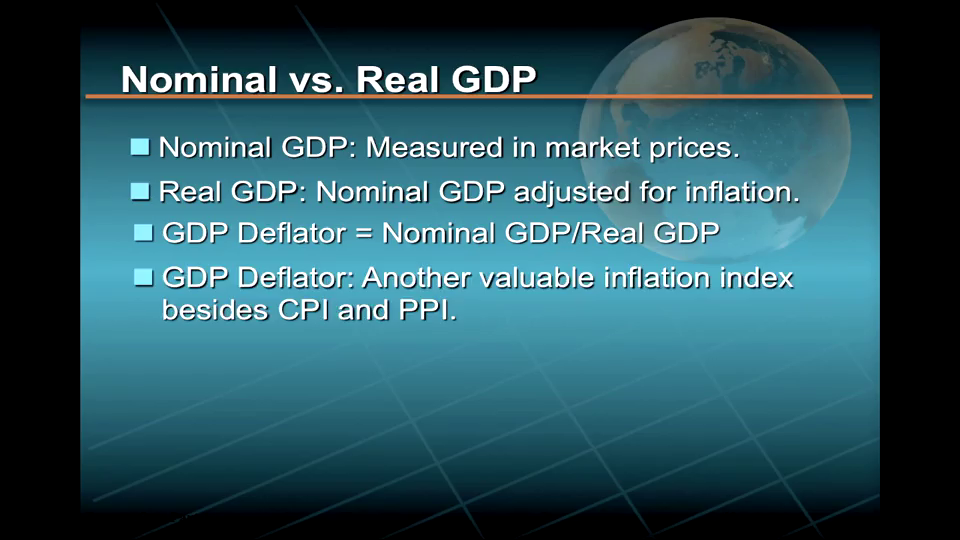 Nominal vs. Real GDP
Nominal GDP: Measured in market prices.
Real GDP: Nominal GDP adjusted for inflation.
GDP Deflator = Nominal GDP/Real GDP
GDP Deflator: Another valuable inflation index
besides CPI and PPI.